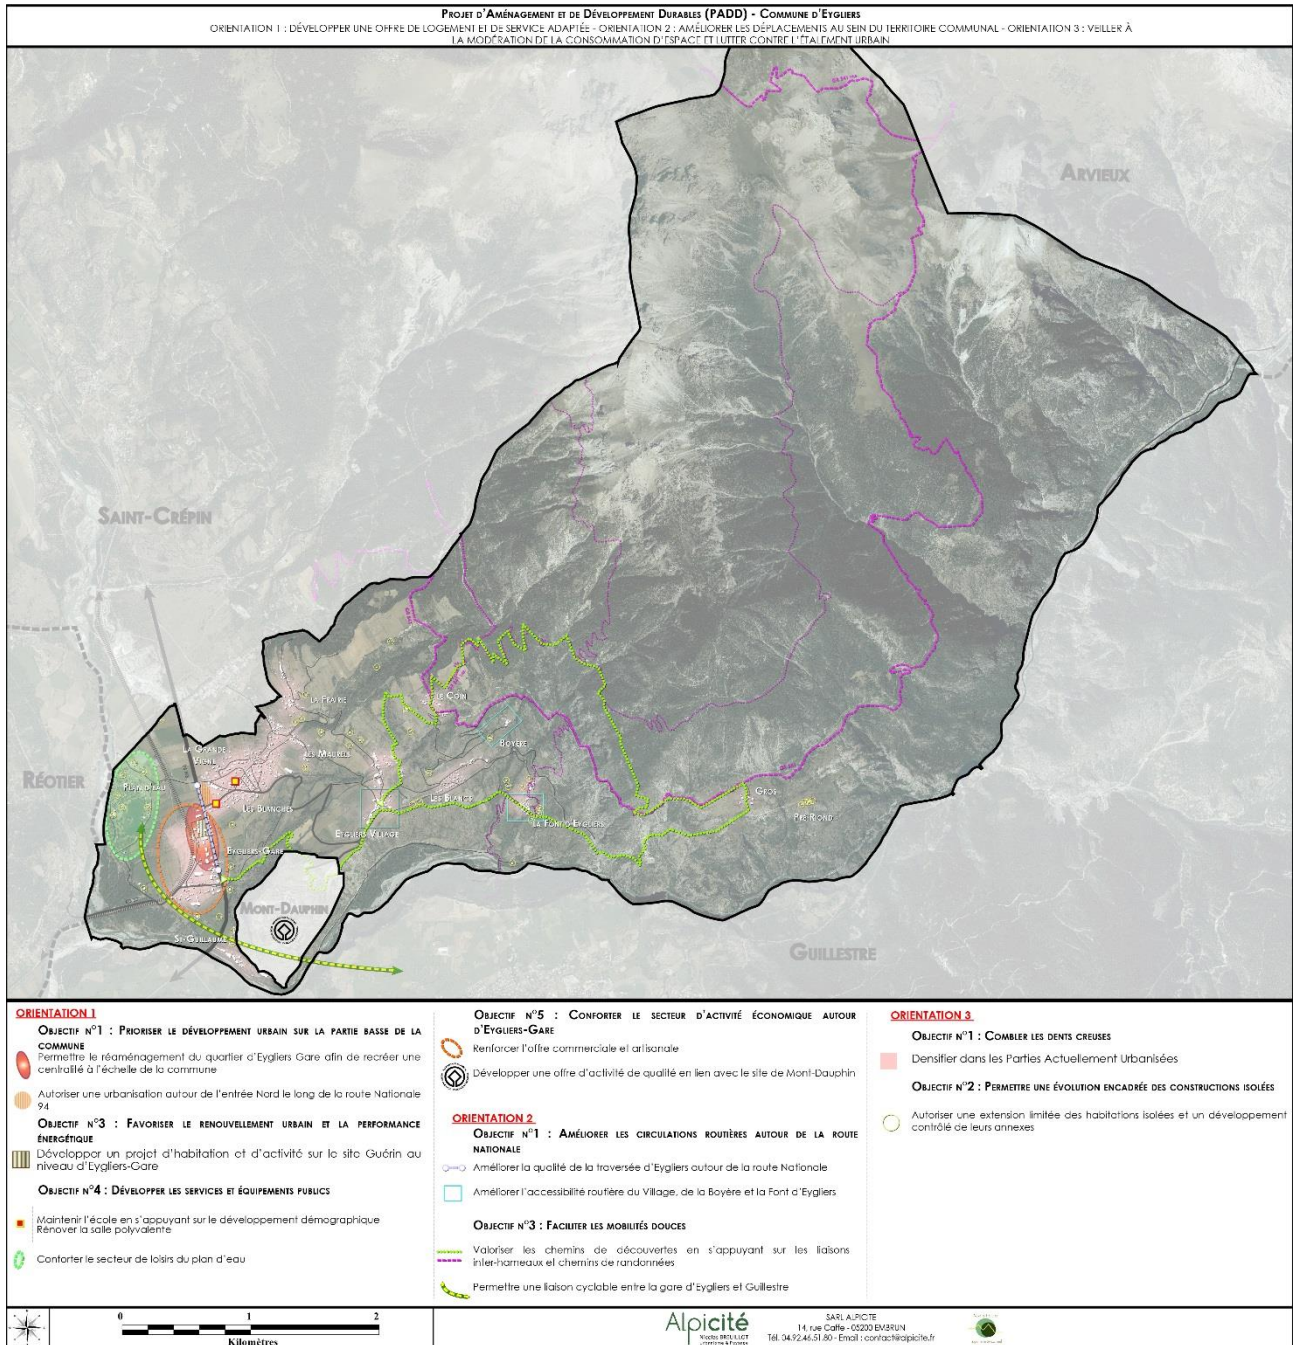 PROJET D'AMÉNAGEMENT ET DE DÉVELOPPEMENT DURABLES (PADD) - COMMUNE D'EYGLIERS
ORIENTATION 1 : DÉVELOPPER UNE OFFRE DE LOGEMENT ET DE SERVICE ADAPTÉE - ORIENTATION 2 : AMÉLIORER LES DÉPLACEMENTS AU SEIN DU TERRITOIRE COMMUNAL - ORIENTATION 3 : VEILLER À
LA MODÉRATION DE LA CONSOMMATION D'ESPACE ET LUTTER CONTRE L'ÉTALEMENT URBAIN
ARVIEUX
SAINT-CRÉPIN
RÉOTIER
LA FRAIRIE
LE COIN
LA GRANDE
VIGNE
LES MAURELS
BOYÈRE
PLAN D'EAU
LES BLANCHES
LES BLANCS
EYGLIERS-VILLAGE
LA FONT D'EYGLIERS
GROS
PRÉ ROND
EYGLIERS-GARE
MONT-DAUPHIN
ST-GUILLAUME
GUILLESTRE
ORIENTATION 1
OBJECTIF N°1 : PRIORISER LE DÉVELOPPEMENT URBAIN SUR LA PARTIE BASSE DE LA
COMMUNE
Permettre le réaménagement du quartier d'Eygliers Gare afin de recréer une
centralité à l'échelle de la commune
Autoriser une urbanisation autour de l'entrée Nord le long de la route Nationale
94
OBJECTIF N°3 : FAVORISER LE RENOUVELLEMENT URBAIN ET LA PERFORMANCE
ÉNERGÉTIQUE
Développer un projet d'habitation et d'activité sur le site Guérin au
niveau d'Eygliers-Gare
OBJECTIF N°4 : DÉVELOPPER LES SERVICES ET ÉQUIPEMENTS PUBLICS
Maintenir l'école en s'appuyant sur le développement démographique
Rénover la salle polyvalente
Conforter le secteur de loisirs du plan d'eau
OBJECTIF N°5 : CONFORTER LE SECTEUR D'ACTIVITÉ ÉCONOMIQUE AUTOUR
D'EYGLIERS-GARE
Renforcer l'offre commerciale et artisanale
Développer une offre d'activité de qualité en lien avec le site de Mont-Dauphin
ORIENTATION 2
OBJECTIF N°1 : AMÉLIORER LES CIRCULATIONS ROUTIÈRES AUTOUR DE LA ROUTE
NATIONALE
Améliorer la qualité de la traversée d'Eygliers autour de la route Nationale
Améliorer l'accessibilité routière du Village, de la Boyère et la Font d'Eygliers
OBJECTIF N°3 : FACILITER LES MOBILITÉS DOUCES
Valoriser les chemins de découvertes en s'appuyant sur les liaisons
inter-hameaux et chemins de randonnées
Permettre une liaison cyclable entre la gare d'Eygliers et Guillestre
ORIENTATION 3
OBJECTIF N°1 : COMBLER LES DENTS CREUSES
Densifier dans les Parties Actuellement Urbanisées
OBJECTIF N°2 : PERMETTRE UNE ÉVOLUTION ENCADRÉE DES CONSTRUCTIONS ISOLÉES
Autoriser une extension limitée des habitations isolées et un développement
contrôlé de leurs annexes
0 1 2
Kilomètres
Alpicité
Nicolas BREUILLOT
Urbanisme & Paysage
SARL ALPICITE
14, rue Caffe - 05200 EMBRUN
Tél. 04.92.46.51.80 - Email : contact@alpicite.fr